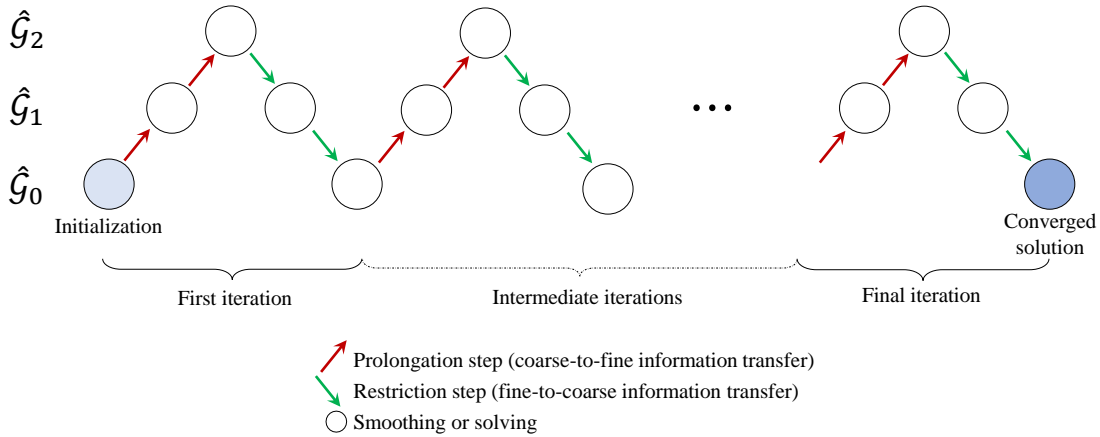 𝒢̂₂
𝒢̂₁
...
𝒢̂₀
Initialization
Converged
solution
First iteration
Intermediate iterations
Final iteration
Prolongation step (coarse-to-fine information transfer)
Restriction step (fine-to-coarse information transfer)
Smoothing or solving